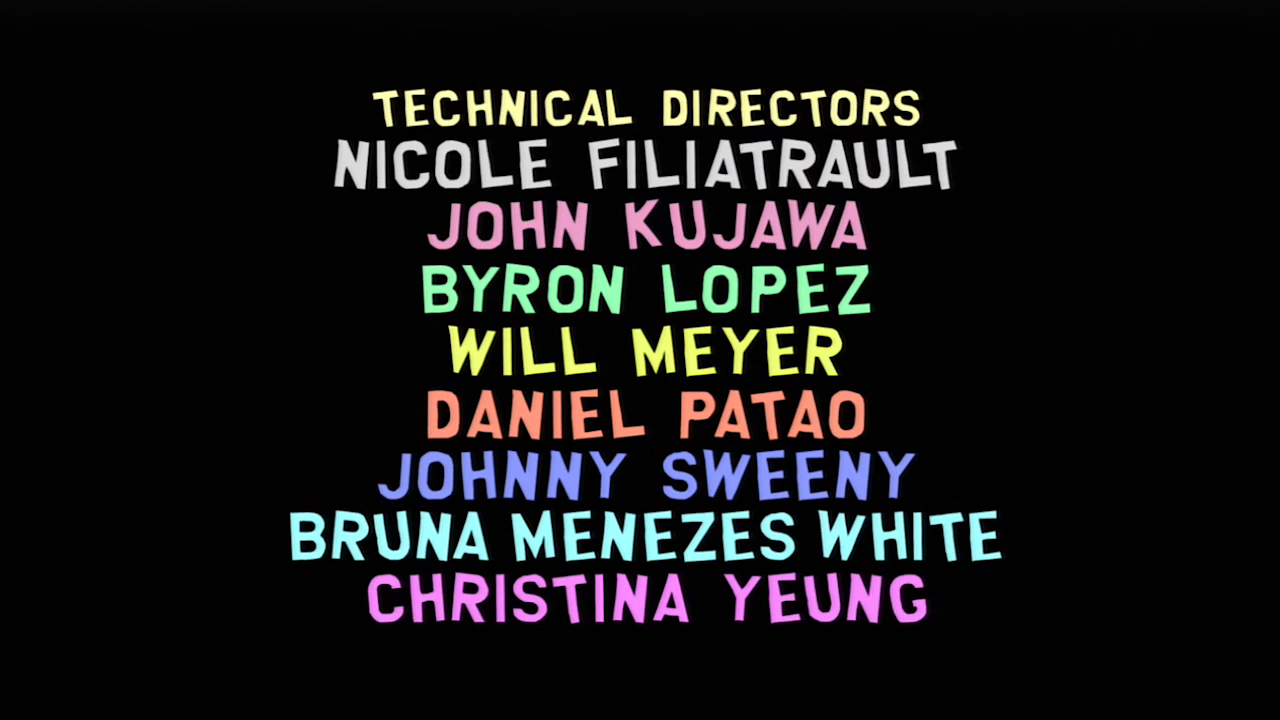 TECHNICAL DIRECTORS
NICOLE FILIATRAULT
JOHN KUJAWA
BYRON LOPEZ
WILL MEYER
DANIEL PATAO
JOHNNY SWEENY
BRUNA MENEZES WHITE
CHRISTINA YEUNG